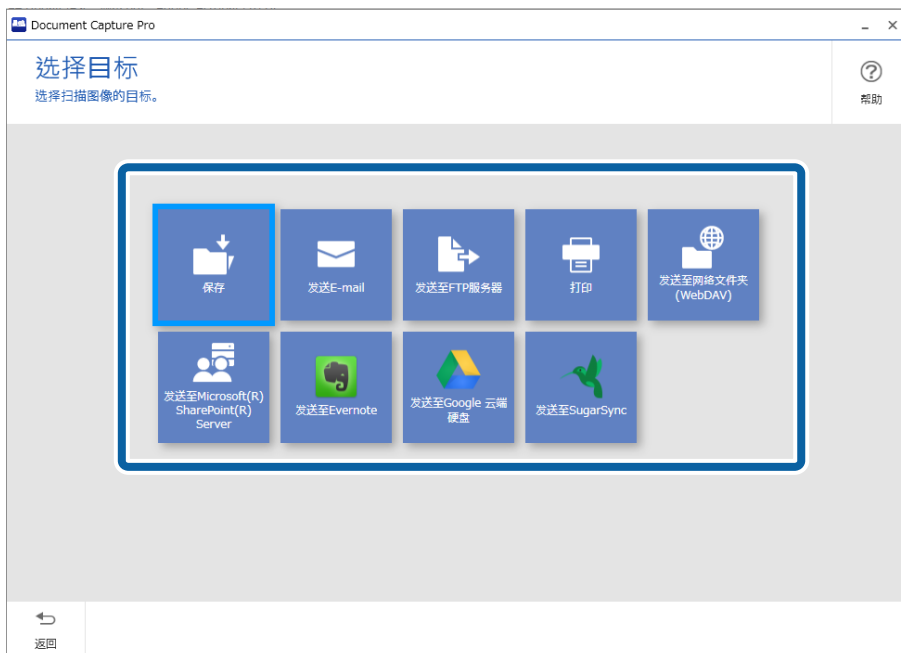 Document Capture Pro
选择目标
选择扫描图像的目标。
帮助
保存
发送E-mail
发送至FTP服务器
打印
发送至网络文件夹
(WebDAV)
发送至Microsoft(R)
SharePoint(R)
Server
发送至Evernote
发送至Google 云端
硬盘
发送至SugarSync
返回